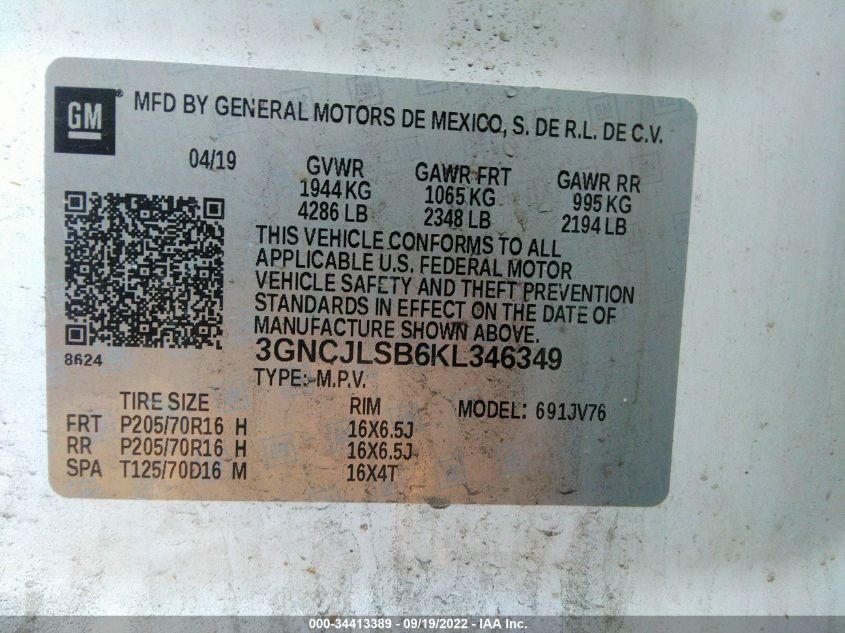 GM ® MFD BY GENERAL MOTORS DE MEXICO, S. DE R.L. DE C.V.
04/19 GVWR GAWR FRT GAWR RR
1944 KG 1065 KG 995 KG
4286 LB 2348 LB 2194 LB
THIS VEHICLE CONFORMS TO ALL
APPLICABLE U.S. FEDERAL MOTOR
VEHICLE SAFETY AND THEFT PREVENTION
STANDARDS IN EFFECT ON THE DATE OF
MANUFACTURE SHOWN ABOVE.
8624
3GNCJLSB6KL346349
TYPE: M.P.V.
TIRE SIZE RIM MODEL: 691JV76
FRT P205/70R16 H 16X6.5J
RR P205/70R16 H 16X6.5J
SPA T125/70D16 M 16X4T
000-34413389 - 09/19/2022 - IAA Inc.